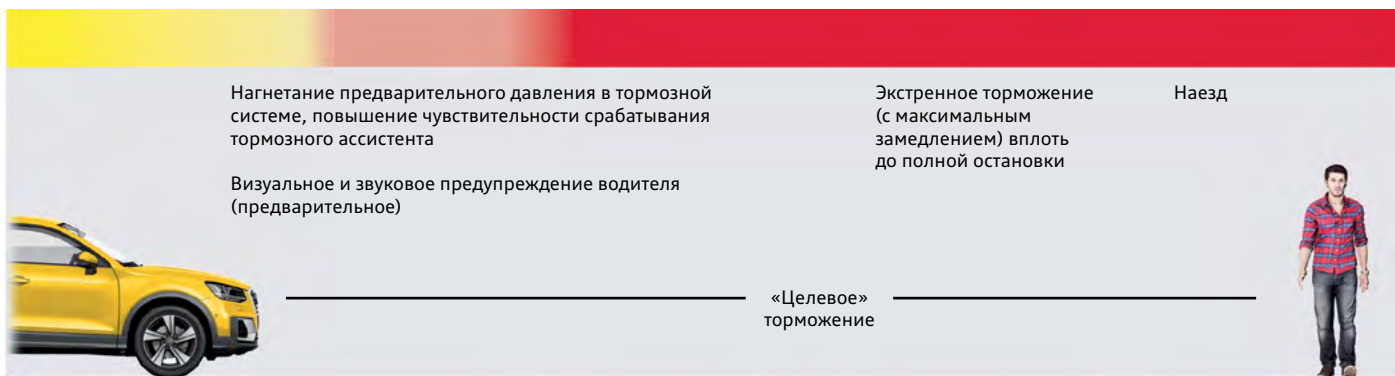 Нагнетание предварительного давления в тормозной
системе, повышение чувствительности срабатывания
тормозного ассистента
Визуальное и звуковое предупреждение водителя
(предварительное)
Экстренное торможение
(с максимальным
замедлением) вплоть
до полной остановки
Наезд
«Целевое»
торможение